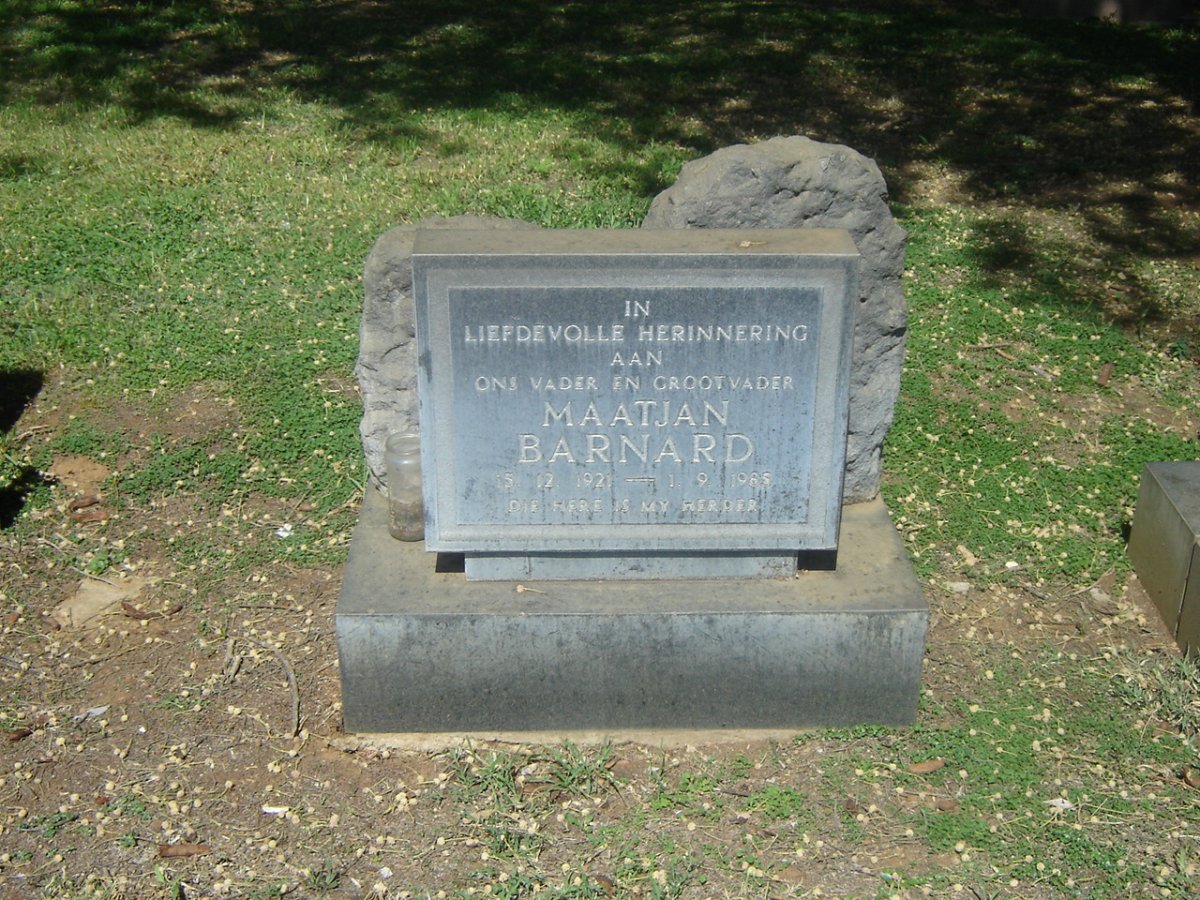 IN
LIEFDEVOLLE HERINNERING
AAN
ONS VADER EN GROOTVADER
MAATJAN
BARNARD
15. 12. 1921 — 1. 9. 1985
DIE HERE IS MY HERDER